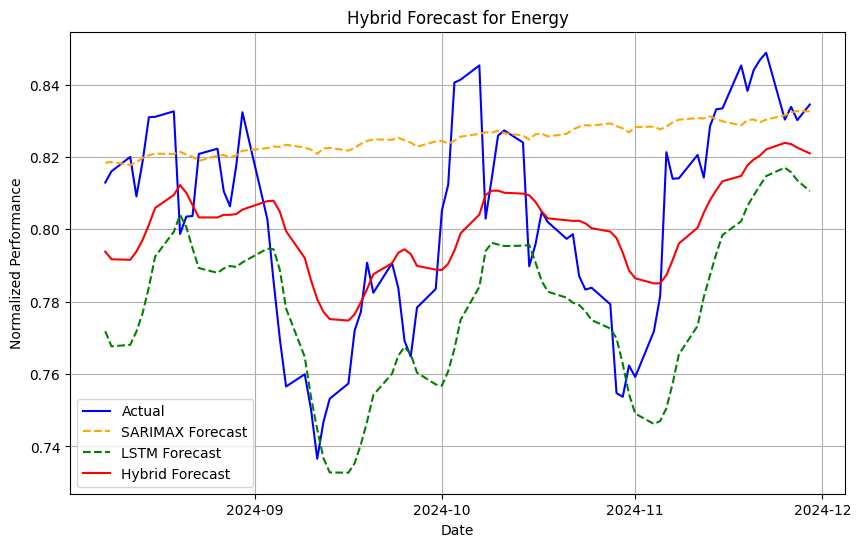 Hybrid Forecast for Energy
Normalized Performance
0.84
0.82
0.80
0.78
0.76
0.74
Actual
SARIMAX Forecast
LSTM Forecast
Hybrid Forecast
2024-09
2024-10
2024-11
2024-12
Date